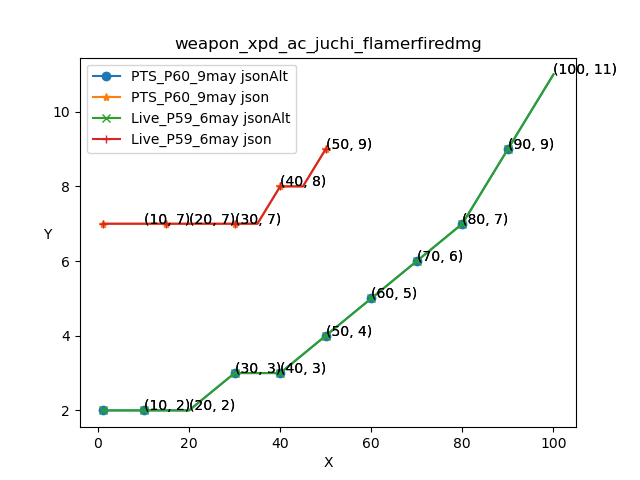 weapon_xpd_ac_juchi_flamerfiredmg
PTS_P60_9may jsonAlt
PTS_P60_9may json
Live_P59_6may jsonAlt
Live_P59_6may json
(100, 11)
(50, 9)
(90, 9)
(40, 8)
(10, 7)(20, 7)(30, 7)
(80, 7)
(70, 6)
(60, 5)
(50, 4)
(30, 3)(40, 3)
(10, 2)(20, 2)
10
8
6
4
2
Y
0 20 40 60 80 100
X